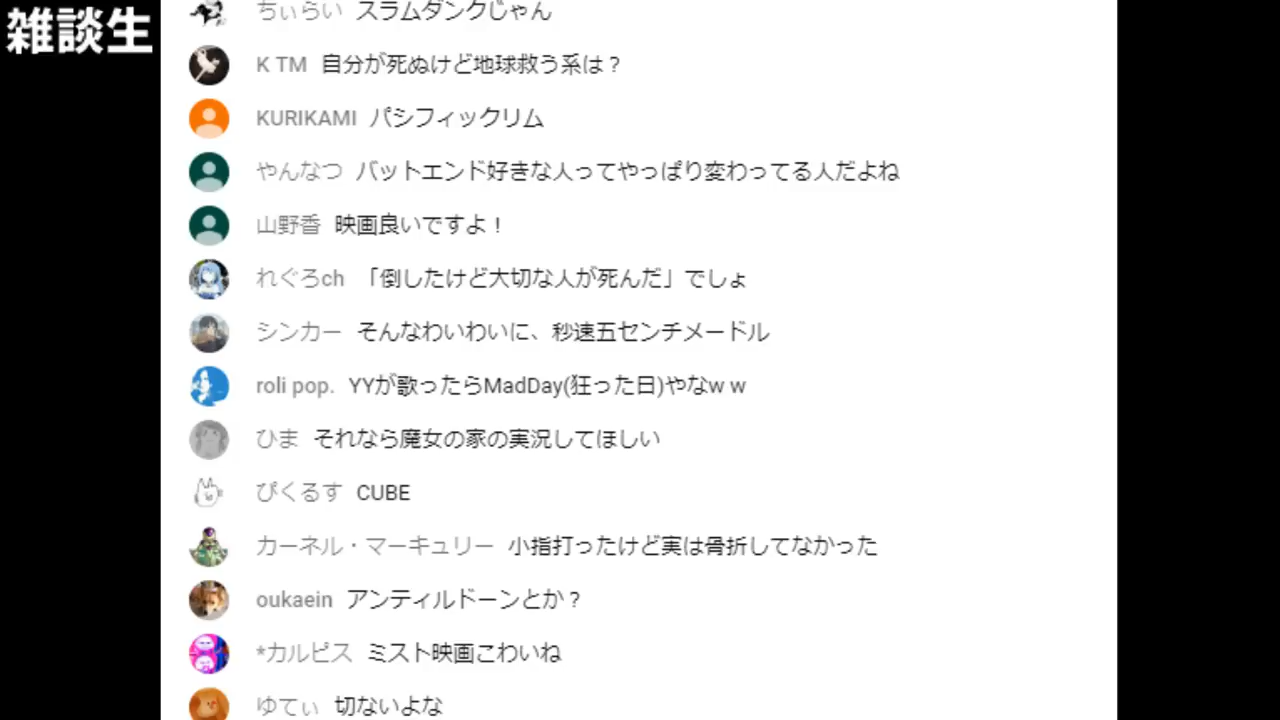 雑談生
ちぃらい スラムダンクじゃん
K TM 自分が死ぬけど地球救う系は？
KURIKAMI パシフィックリム
やんなつ バットエンド好きな人ってやっぱり変わってる人だよね
山野香 映画良いですよ！
れぐろch 「倒したけど大切な人が死んだ」でしょ
シンカー そんなわいわいに、秒速五センチメードル
roli pop. YYが歌ったらMadDay(狂った日)やなw w
ひま それなら魔女の家の実況してほしい
ぴくるす CUBE
カーネル・マーキュリー 小指打ったけど実は骨折してなかった
oukaein アンティルドーンとか？
*カルピス ミスト映画こわいね
ゆてぃ 切ないよな